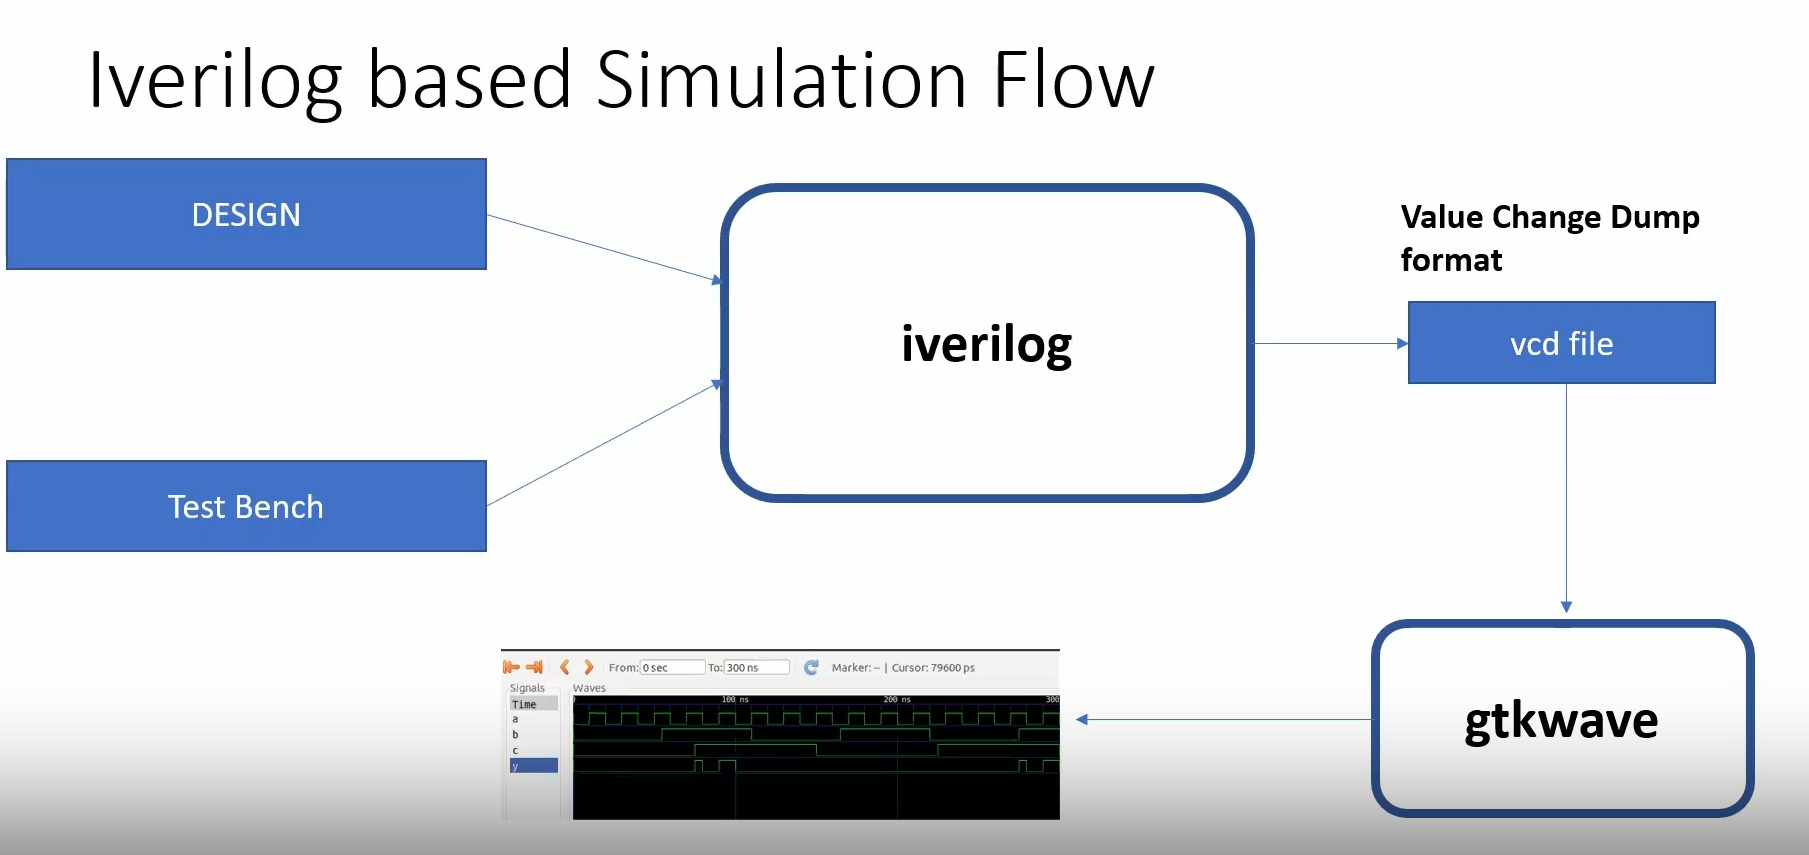 Iverilog based Simulation Flow
DESIGN
Value Change Dump
format
iverilog
vcd file
Test Bench
From: 0 sec To: 300 ns Marker: -- | Cursor: 79600 ps
Signals Waves
Time 100 ns 200 ns 300
a
b
c
y
gtkwave